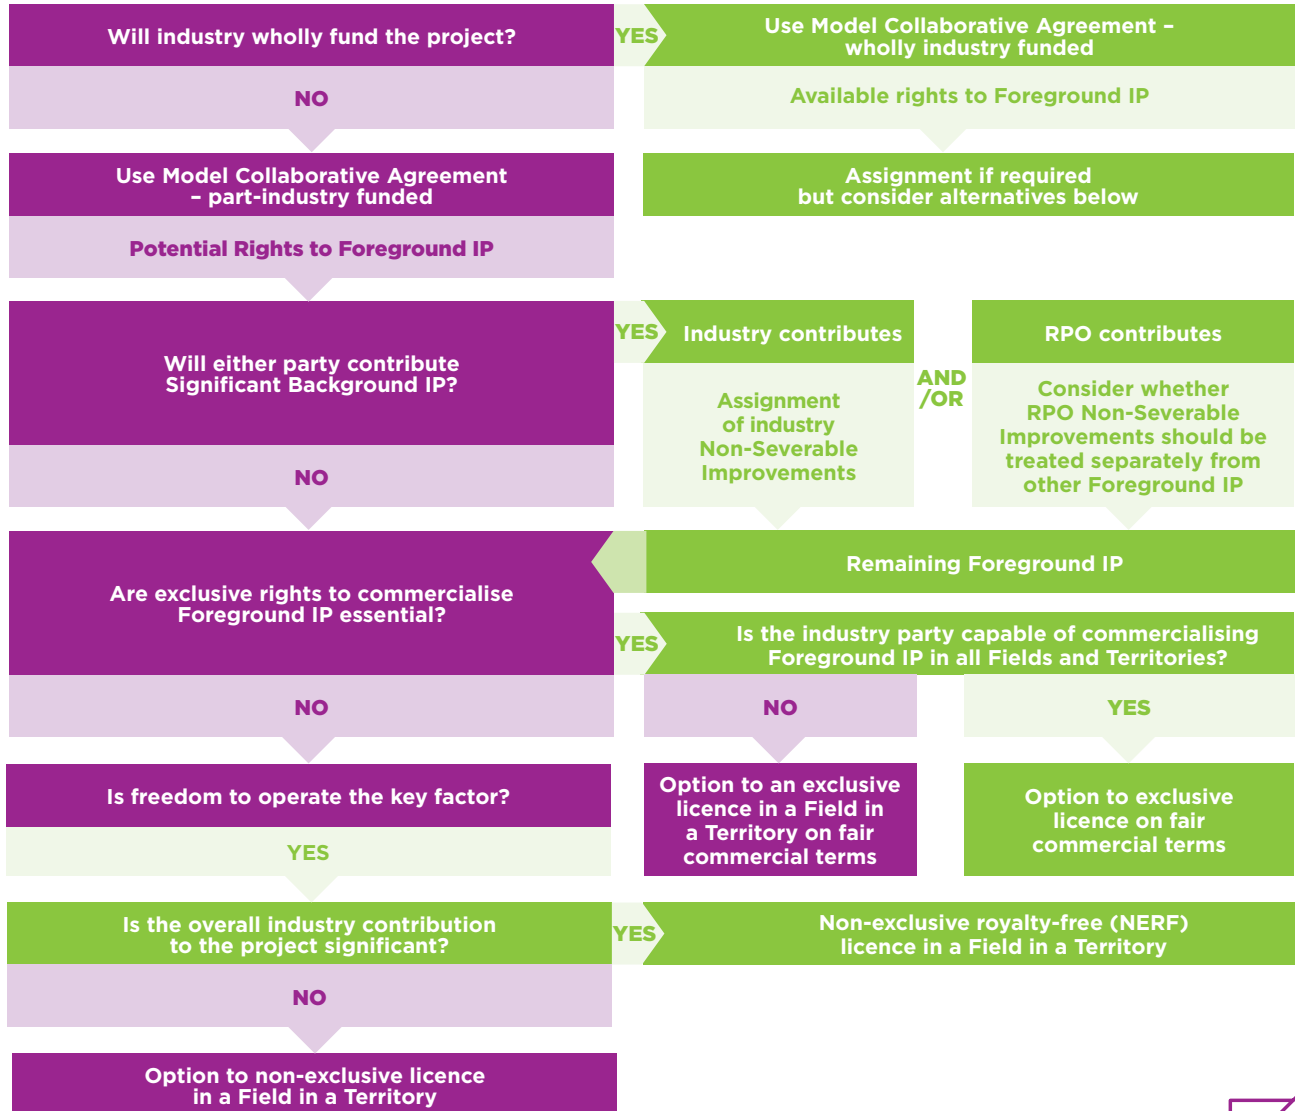 Will industry wholly fund the project?
YES
Use Model Collaborative Agreement –
wholly industry funded
NO
Available rights to Foreground IP
Use Model Collaborative Agreement
– part-industry funded
Assignment if required
but consider alternatives below
Potential Rights to Foreground IP
Will either party contribute
Significant Background IP?
YES
Industry contributes
AND
/OR
RPO contributes
Assignment
of industry
Non-Severable
Improvements
Consider whether
RPO Non-Severable
Improvements should be
treated separately from
other Foreground IP
NO
Remaining Foreground IP
Are exclusive rights to commercialise
Foreground IP essential?
YES
Is the industry party capable of commercialising
Foreground IP in all Fields and Territories?
NO
NO
YES
Is freedom to operate the key factor?
Option to an exclusive
licence in a Field in
a Territory on fair
commercial terms
Option to exclusive
licence on fair
commercial terms
YES
Is the overall industry contribution
to the project significant?
YES
Non-exclusive royalty-free (NERF)
licence in a Field in a Territory
NO
Option to non-exclusive licence
in a Field in a Territory